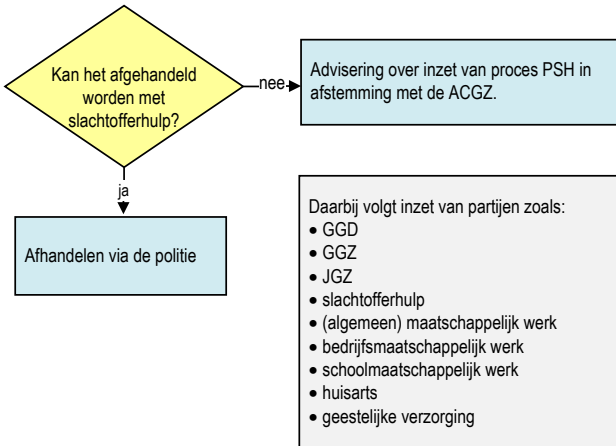 Kan het afgehandeld
worden met
slachtofferhulp?
nee
Advisering over inzet van proces PSH in
afstemming met de ACGZ.
ja
Afhandelen via de politie
Daarbij volgt inzet van partijen zoals:
• GGD
• GGZ
• JGZ
• slachtofferhulp
• (algemeen) maatschappelijk werk
• bedrijfsmaatschappelijk werk
• schoolmaatschappelijk werk
• huisarts
• geestelijke verzorging